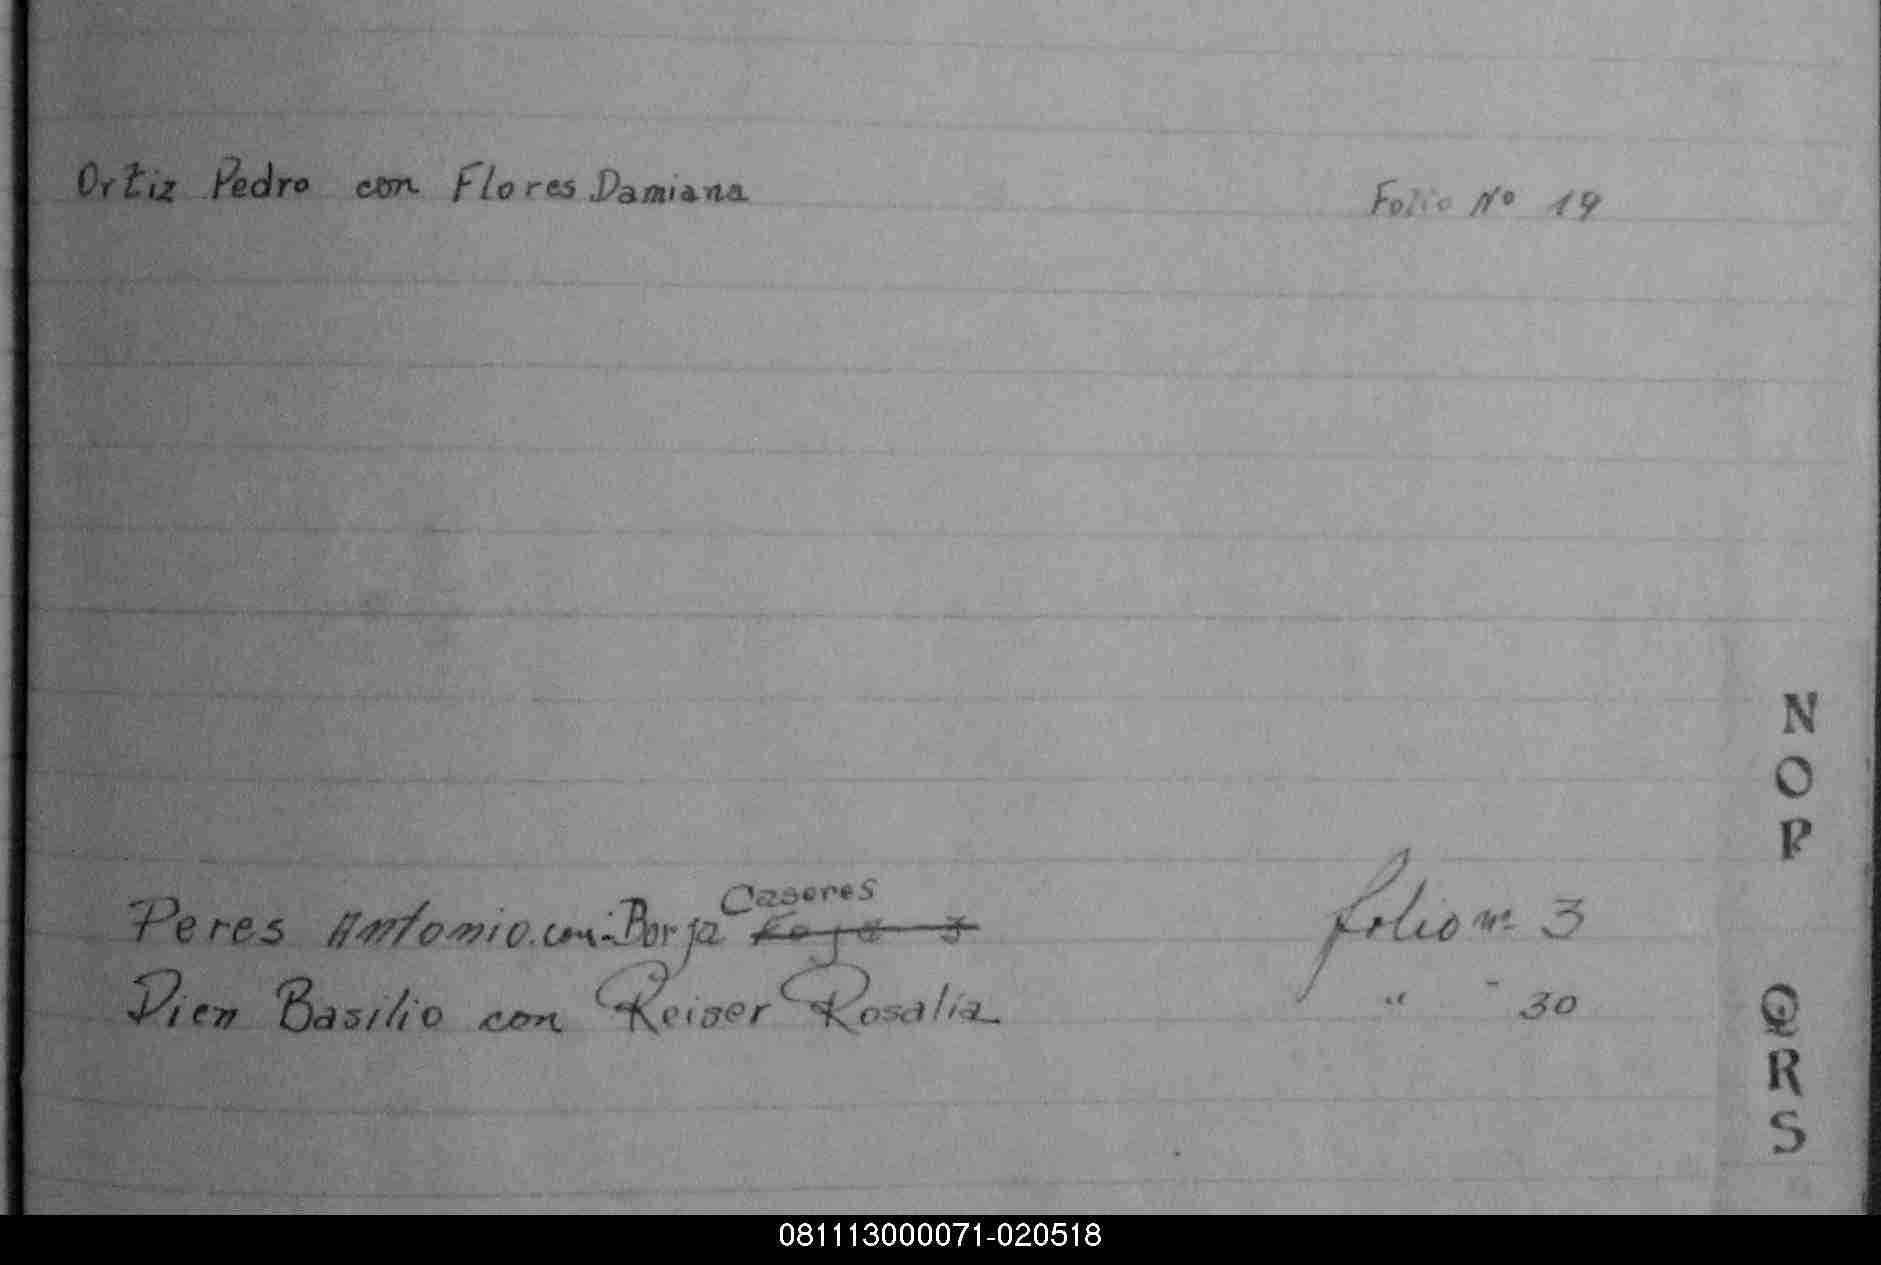 Ortiz Pedro con Flores Damiana Folio Nº 19
N
O
P
Caseres
Peres Antonio con Borja folio nº 3
Dien Basilio con Reiser Rosalia " " 30
Q
R
S
081113000071-020518